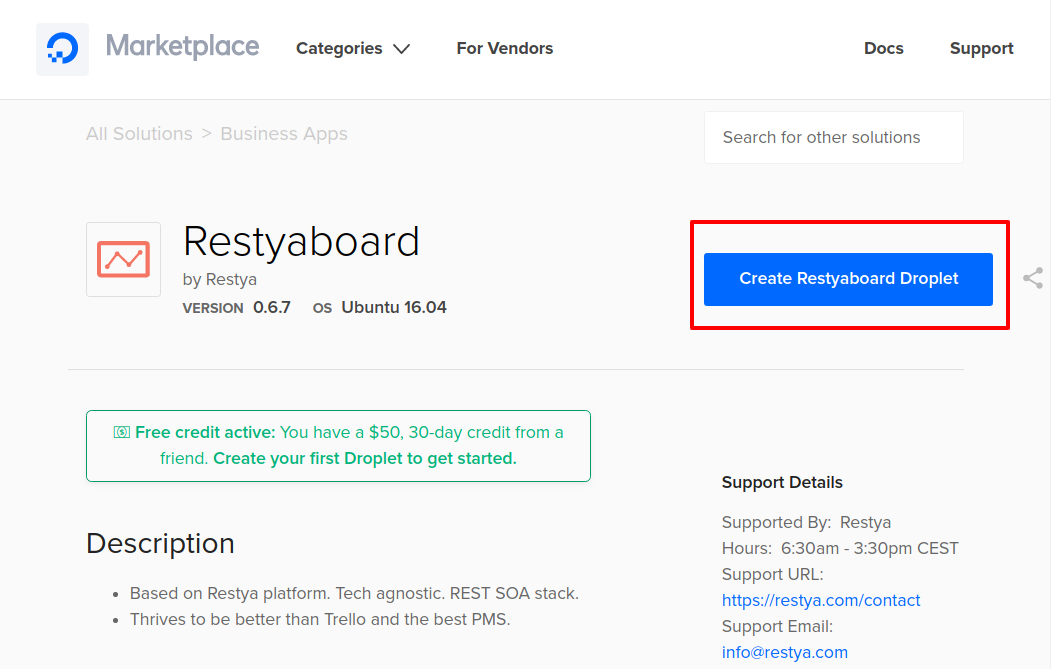 Marketplace
Categories
For Vendors
Docs
Support
All Solutions > Business Apps
Search for other solutions
Restyaboard
by Restya
VERSION 0.6.7 OS Ubuntu 16.04
Create Restyaboard Droplet
Free credit active: You have a $50, 30-day credit from a
friend. Create your first Droplet to get started.
Description
• Based on Restya platform. Tech agnostic. REST SOA stack.
• Thrives to be better than Trello and the best PMS.
Support Details
Supported By: Restya
Hours: 6:30am - 3:30pm CEST
Support URL:
https://restya.com/contact
Support Email:
info@restya.com